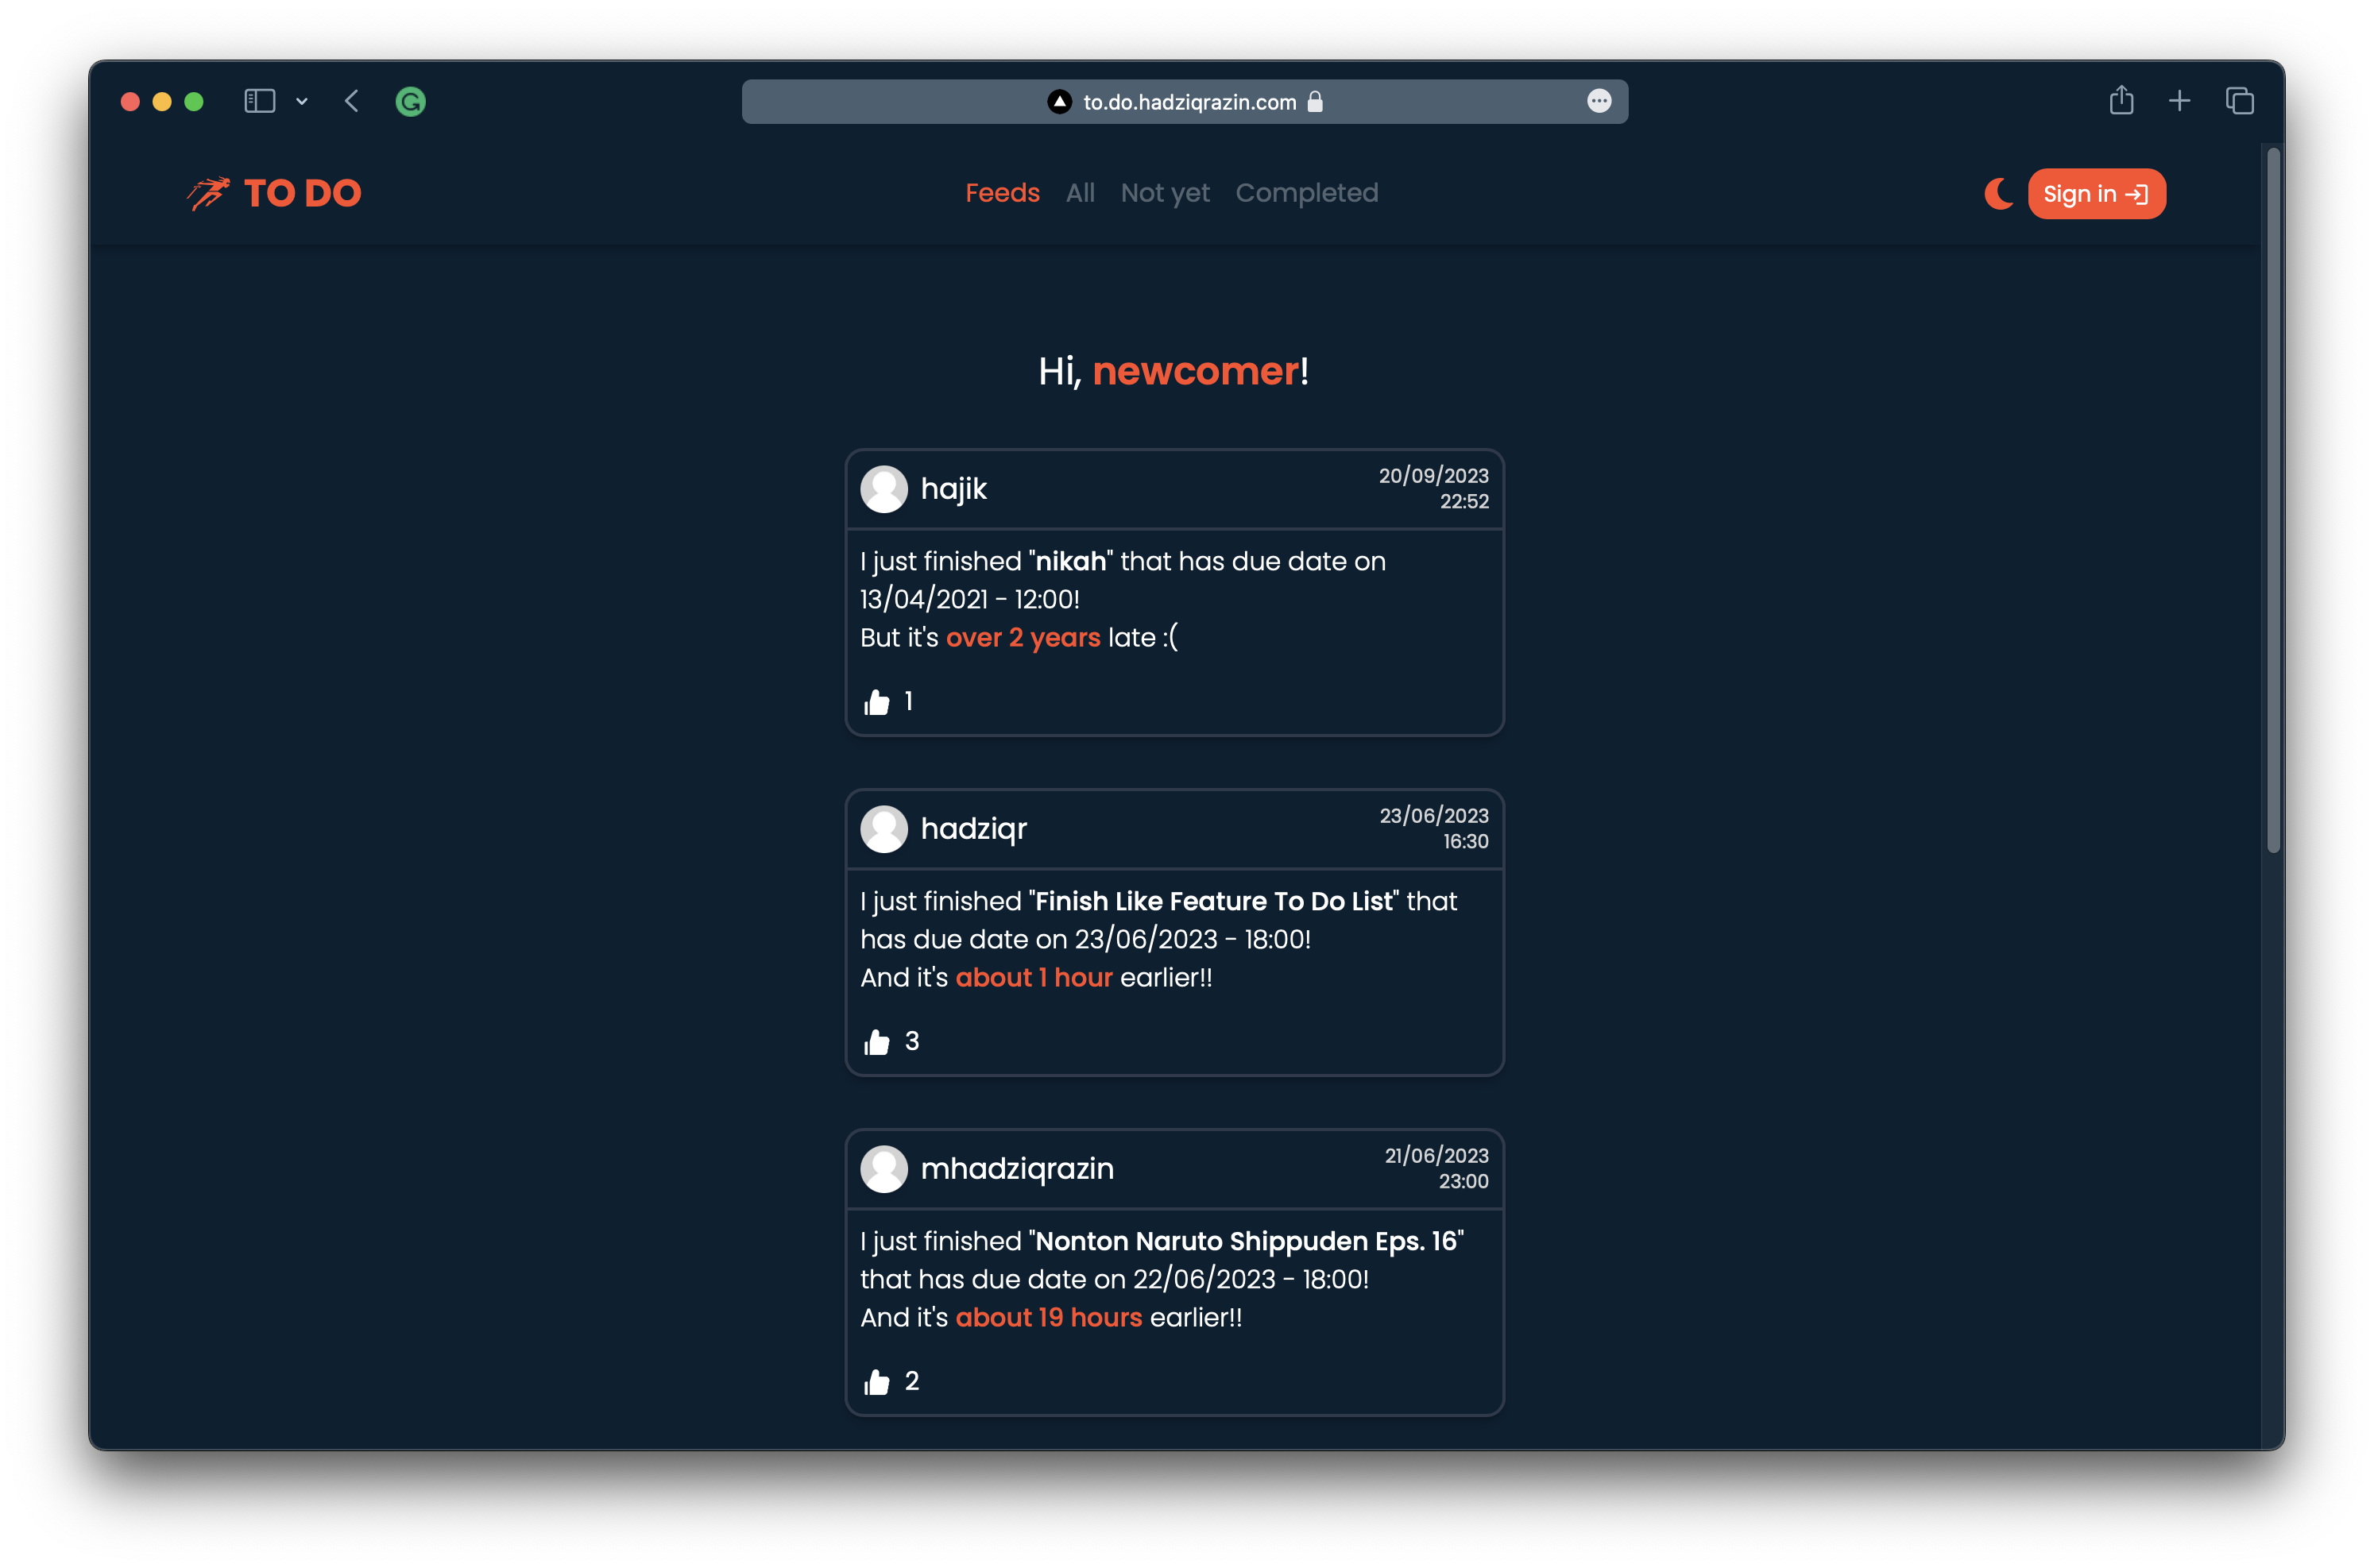 to.do.hadziqrazin.com
TO DO
Feeds All Not yet Completed
Sign in
Hi, newcomer!
hajik
20/09/2023
22:52
I just finished "nikah" that has due date on
13/04/2021 - 12:00!
But it's over 2 years late :(
1
hadziqr
23/06/2023
16:30
I just finished "Finish Like Feature To Do List" that
has due date on 23/06/2023 - 18:00!
And it's about 1 hour earlier!!
3
mhadziqrazin
21/06/2023
23:00
I just finished "Nonton Naruto Shippuden Eps. 16"
that has due date on 22/06/2023 - 18:00!
And it's about 19 hours earlier!!
2